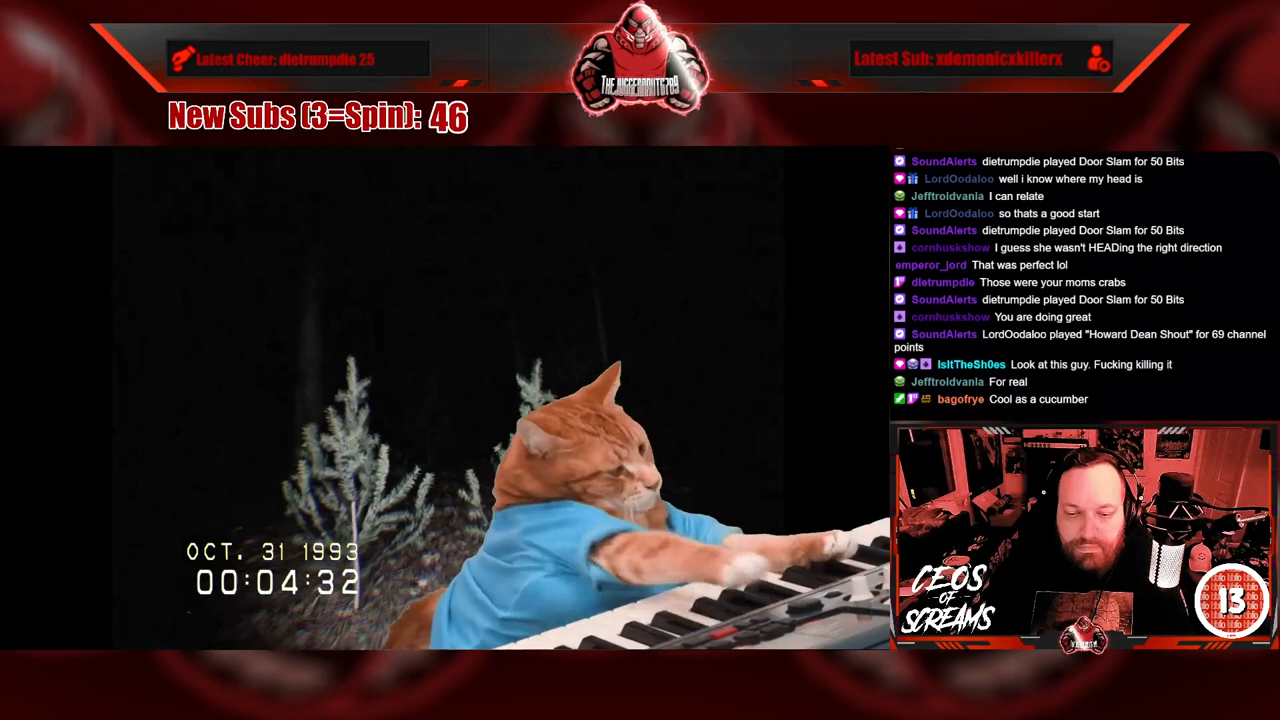 Latest Cheer: dietrumpdie 25
THEJUGGERNAUT6789
Latest Sub: xdemonicxkillerx
New Subs (3=Spin): 46
SoundAlerts dietrumpdie played Door Slam for 50 Bits
LordOodaloo well i know where my head is
Jefftroidvania I can relate
LordOodaloo so thats a good start
SoundAlerts dietrumpdie played Door Slam for 50 Bits
cornhuskshow I guess she wasn't HEADing the right direction
emperor_jord That was perfect lol
dietrumpdie Those were your moms crabs
SoundAlerts dietrumpdie played Door Slam for 50 Bits
cornhuskshow You are doing great
SoundAlerts LordOodaloo played "Howard Dean Shout" for 69 channel
points
IsItTheSh0es Look at this guy. Fucking killing it
Jefftroidvania For real
bagofrye Cool as a cucumber
OCT. 31 1993
00:04:32
CEOS
OF
SCREAMS
13